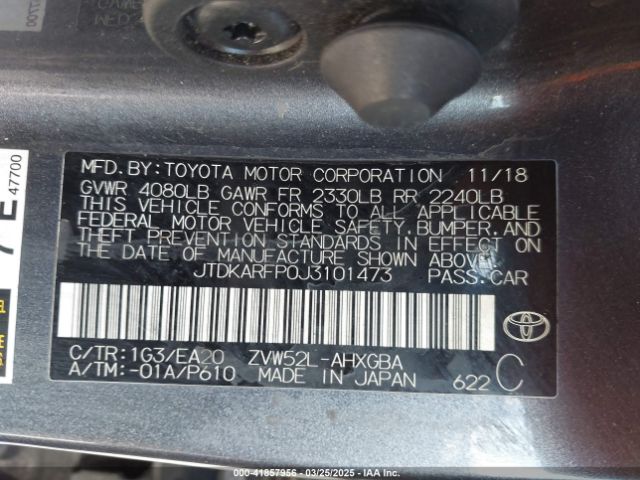 MFD.BY:TOYOTA MOTOR CORPORATION 11/18
GVWR 4080LB GAWR FR 2330LB RR 2240LB
THIS VEHICLE CONFORMS TO ALL APPLICABLE
FEDERAL MOTOR VEHICLE SAFETY,BUMPER,AND
THEFT PREVENTION STANDARDS IN EFFECT ON
THE DATE OF MANUFACTURE SHOWN ABOVE.
JTDKARFP0J3101473 PASS.CAR
C/TR:1G3/EA20 ZVW52L-AHXGBA
A/TM:-01A/P610 MADE IN JAPAN 622 C
47700
000-41857956 — 03/25/2025 — IAAI.CA